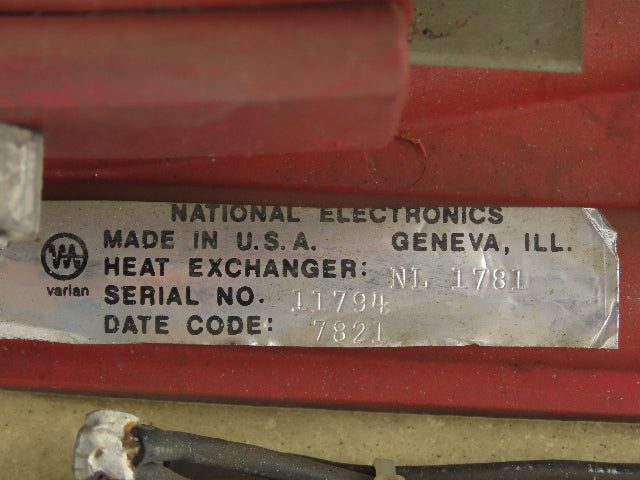 NATIONAL ELECTRONICS
MADE IN U.S.A. GENEVA, ILL.
varian
HEAT EXCHANGER: NL 1781
SERIAL NO. 11794
DATE CODE: 7821